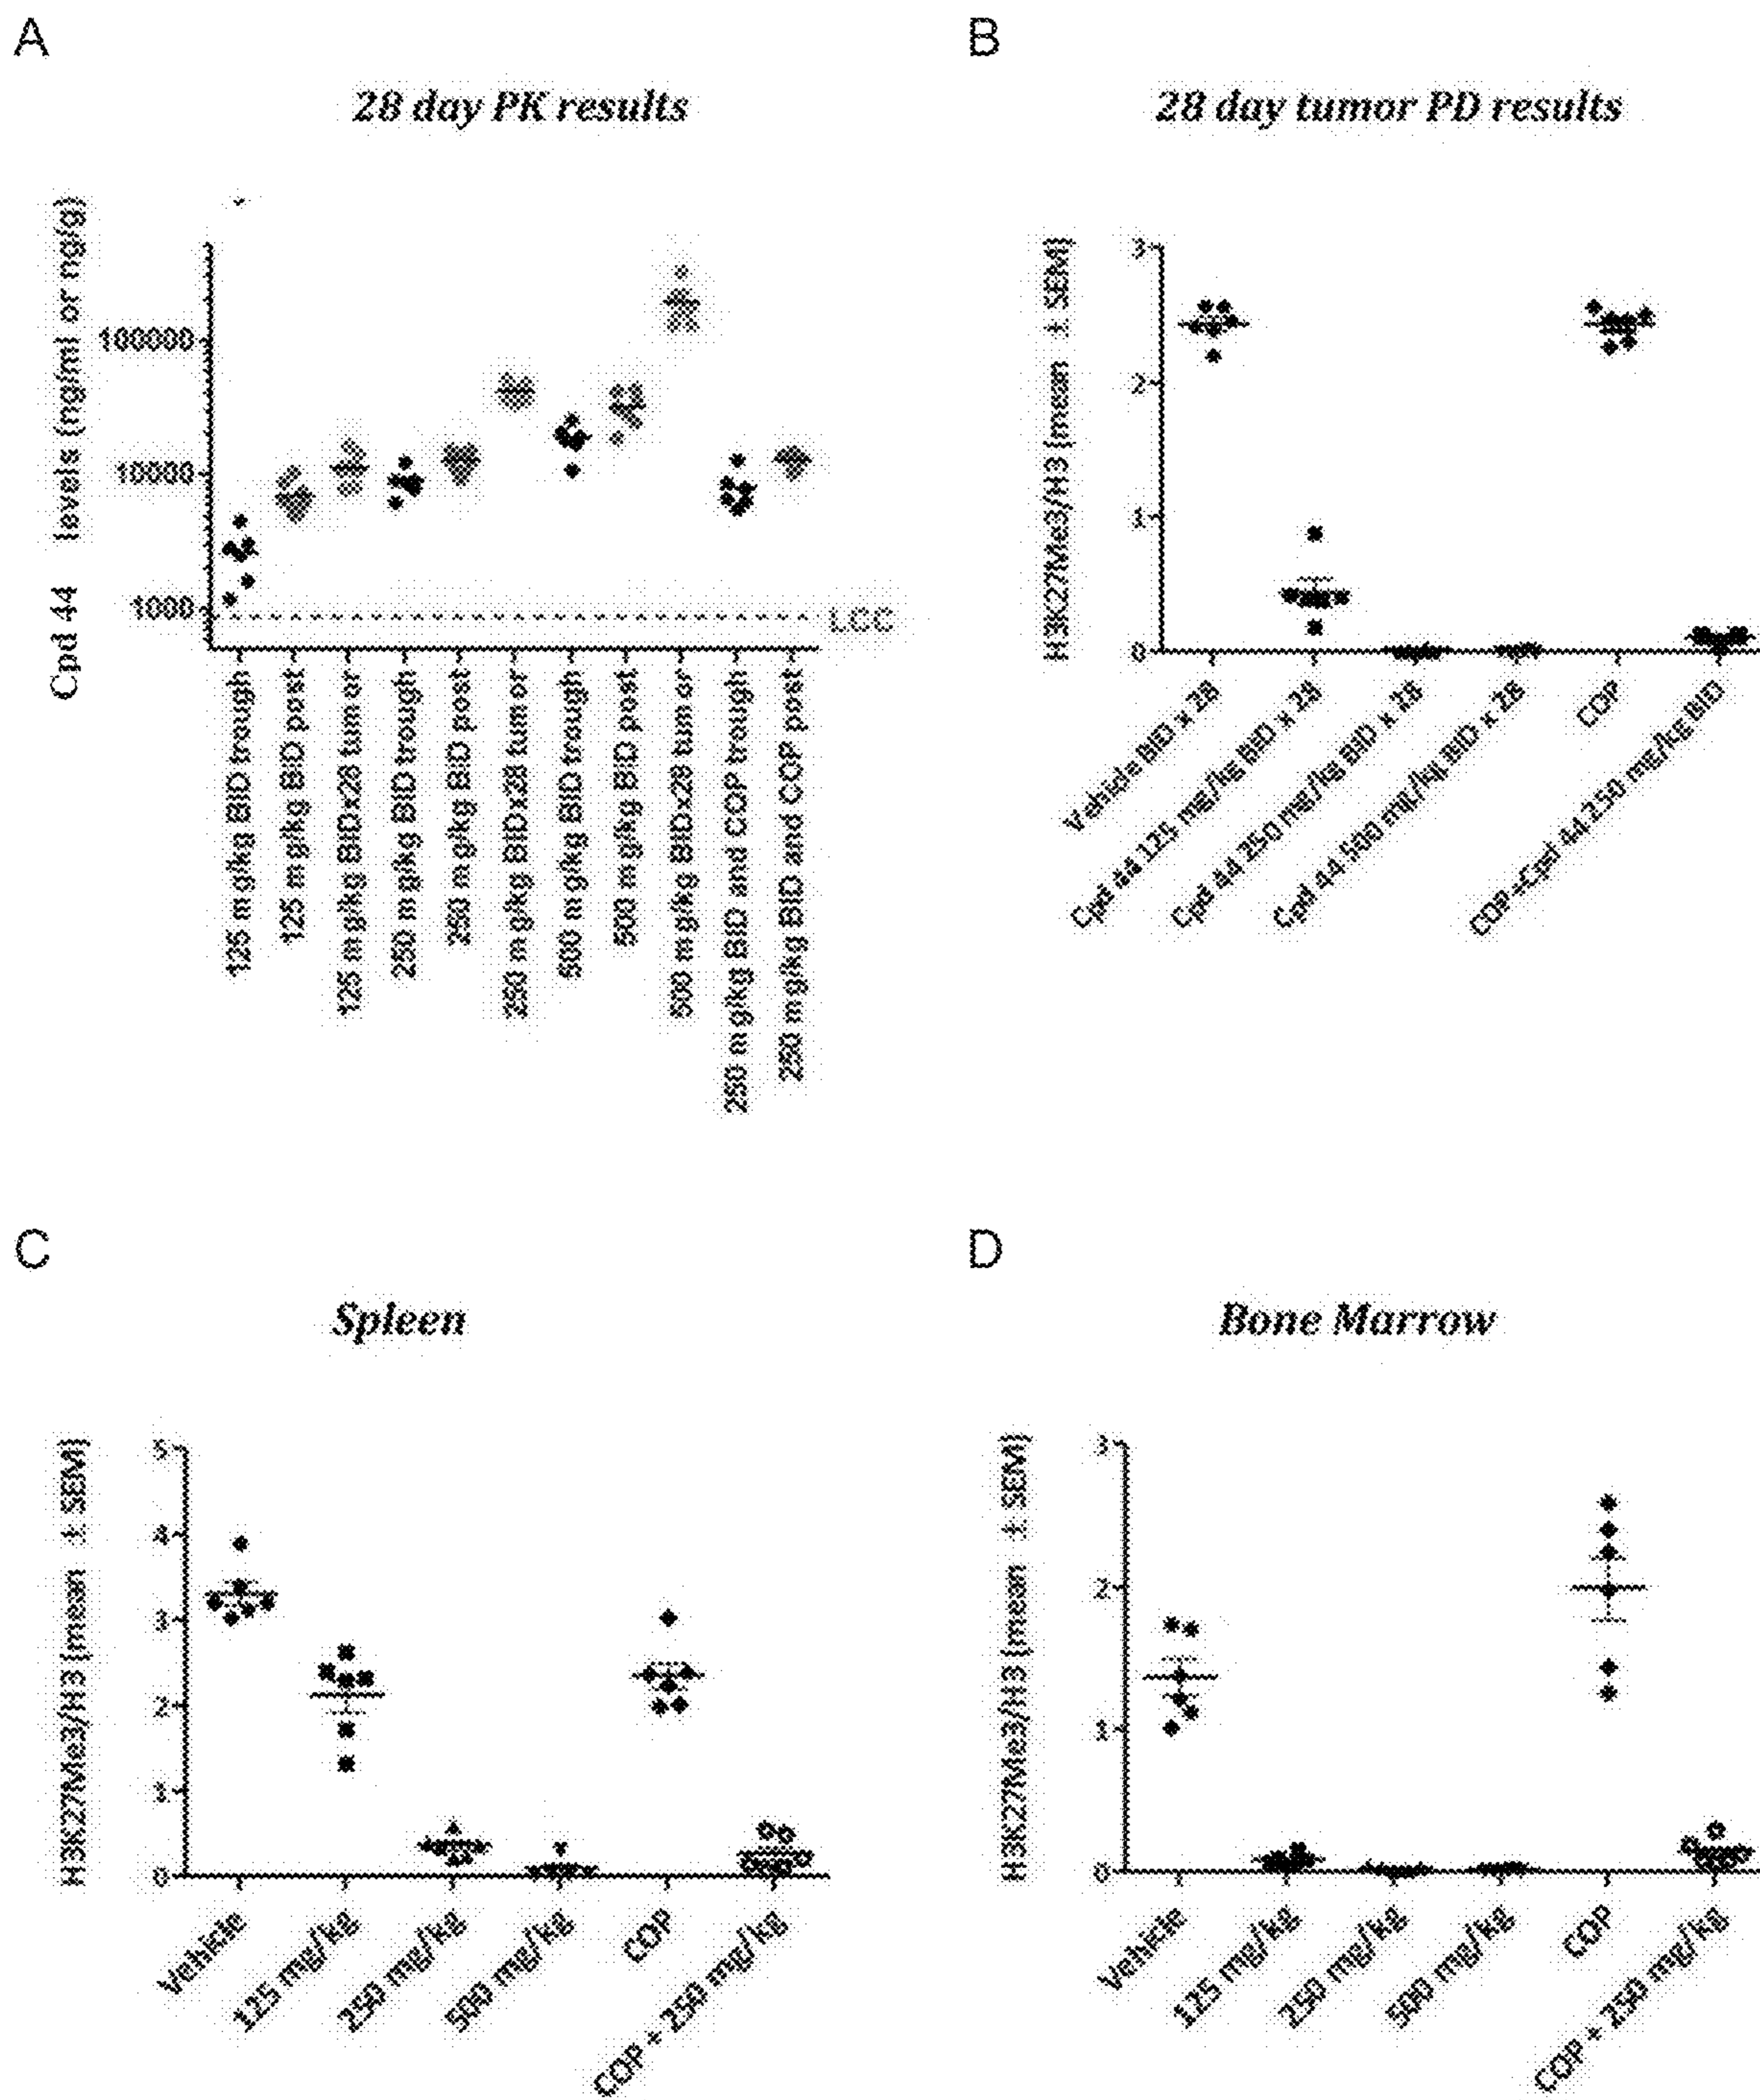 A
28 day PK results
Cpd 44 levels (ng/ml or ng/g)
100000
10000
1000
LCC
125 mg/kg BID trough
125 mg/kg BID post
125 mg/kg BIDx28 tumor
250 mg/kg BID trough
250 mg/kg BID post
250 mg/kg BIDx28 tumor
500 mg/kg BID trough
500 mg/kg BID post
500 mg/kg BIDx28 tumor
250 mg/kg BID and COP trough
250 mg/kg BID and COP post
B
28 day tumor PD results
H3K27Me3/H3 [mean ± SEM]
3
2
1
0
Vehicle BID x 28
Cpd 44 125 mg/kg BID x 28
Cpd 44 250 mg/kg BID x 28
Cpd 44 500 mg/kg BID x 28
COP
COP+Cpd 44 250 mg/kg BID
C
Spleen
H3K27Me3/H3 [mean ± SEM]
5
4
3
2
1
0
Vehicle
125 mg/kg
250 mg/kg
500 mg/kg
COP
COP + 250 mg/kg
D
Bone Marrow
H3K27Me3/H3 [mean ± SEM]
3
2
1
0
Vehicle
125 mg/kg
250 mg/kg
500 mg/kg
COP
COP + 250 mg/kg